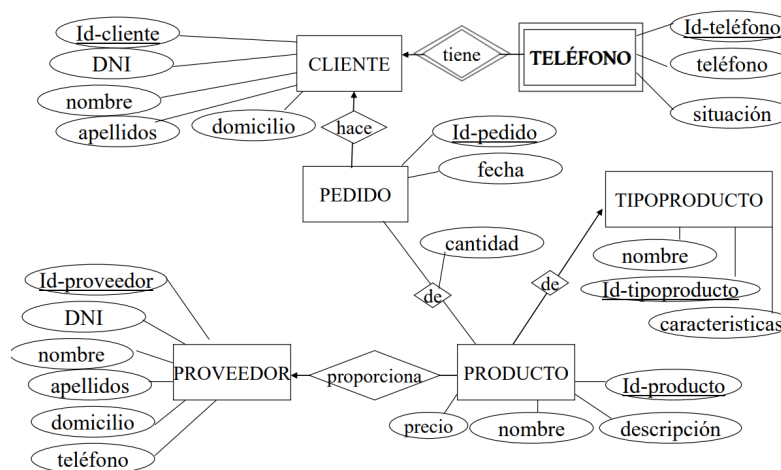 Id-cliente
DNI
nombre
apellidos
domicilio
CLIENTE
tiene
TELÉFONO
Id-teléfono
teléfono
situación
hace
PEDIDO
Id-pedido
fecha
cantidad
de
de
TIPOPRODUCTO
nombre
Id-tipoproducto
caracteristicas
Id-proveedor
DNI
nombre
apellidos
domicilio
teléfono
PROVEEDOR
proporciona
PRODUCTO
Id-producto
precio
nombre
descripción